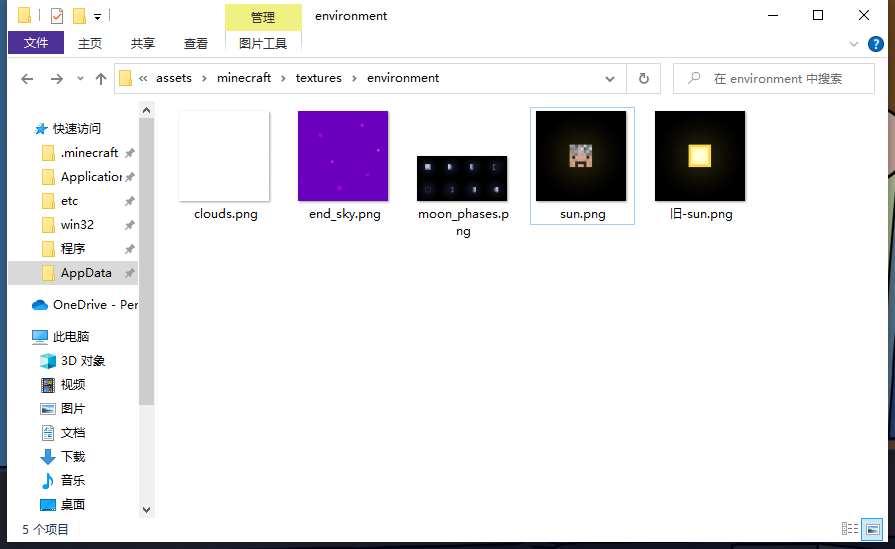 管理
environment
文件
主页
共享
查看
图片工具
« assets › minecraft › textures › environment
在 environment 中搜索
快速访问
.minecraft
Application
etc
win32
程序
AppData
OneDrive - Per
此电脑
3D 对象
视频
图片
文档
下载
音乐
桌面
clouds.png
end_sky.png
moon_phases.p
ng
sun.png
旧-sun.png
5 个项目